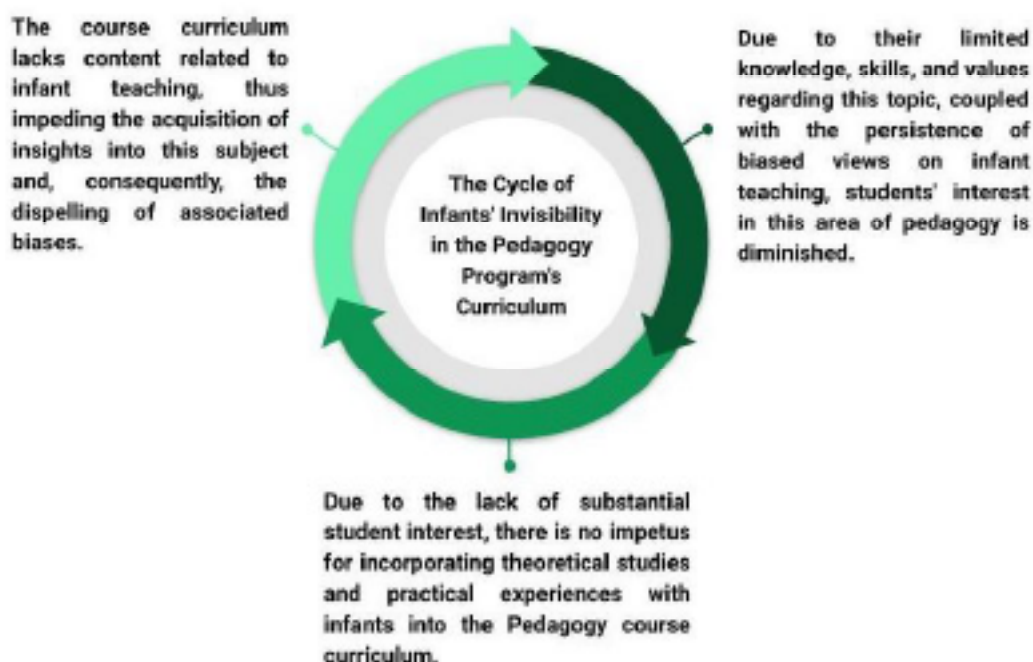 The course curriculum
lacks content related to
infant teaching, thus
impeding the acquisition of
insights into this subject
and, consequently, the
dispelling of associated
biases.
The Cycle of
Infants' Invisibility
in the Pedagogy
Program's
Curriculum
Due to their limited
knowledge, skills, and values
regarding this topic, coupled
with the persistence of
biased views on infant
teaching, students' interest
in this area of pedagogy is
diminished.
Due to the lack of substantial
student interest, there is no impetus
for incorporating theoretical studies
and practical experiences with
infants into the Pedagogy course
curriculum.